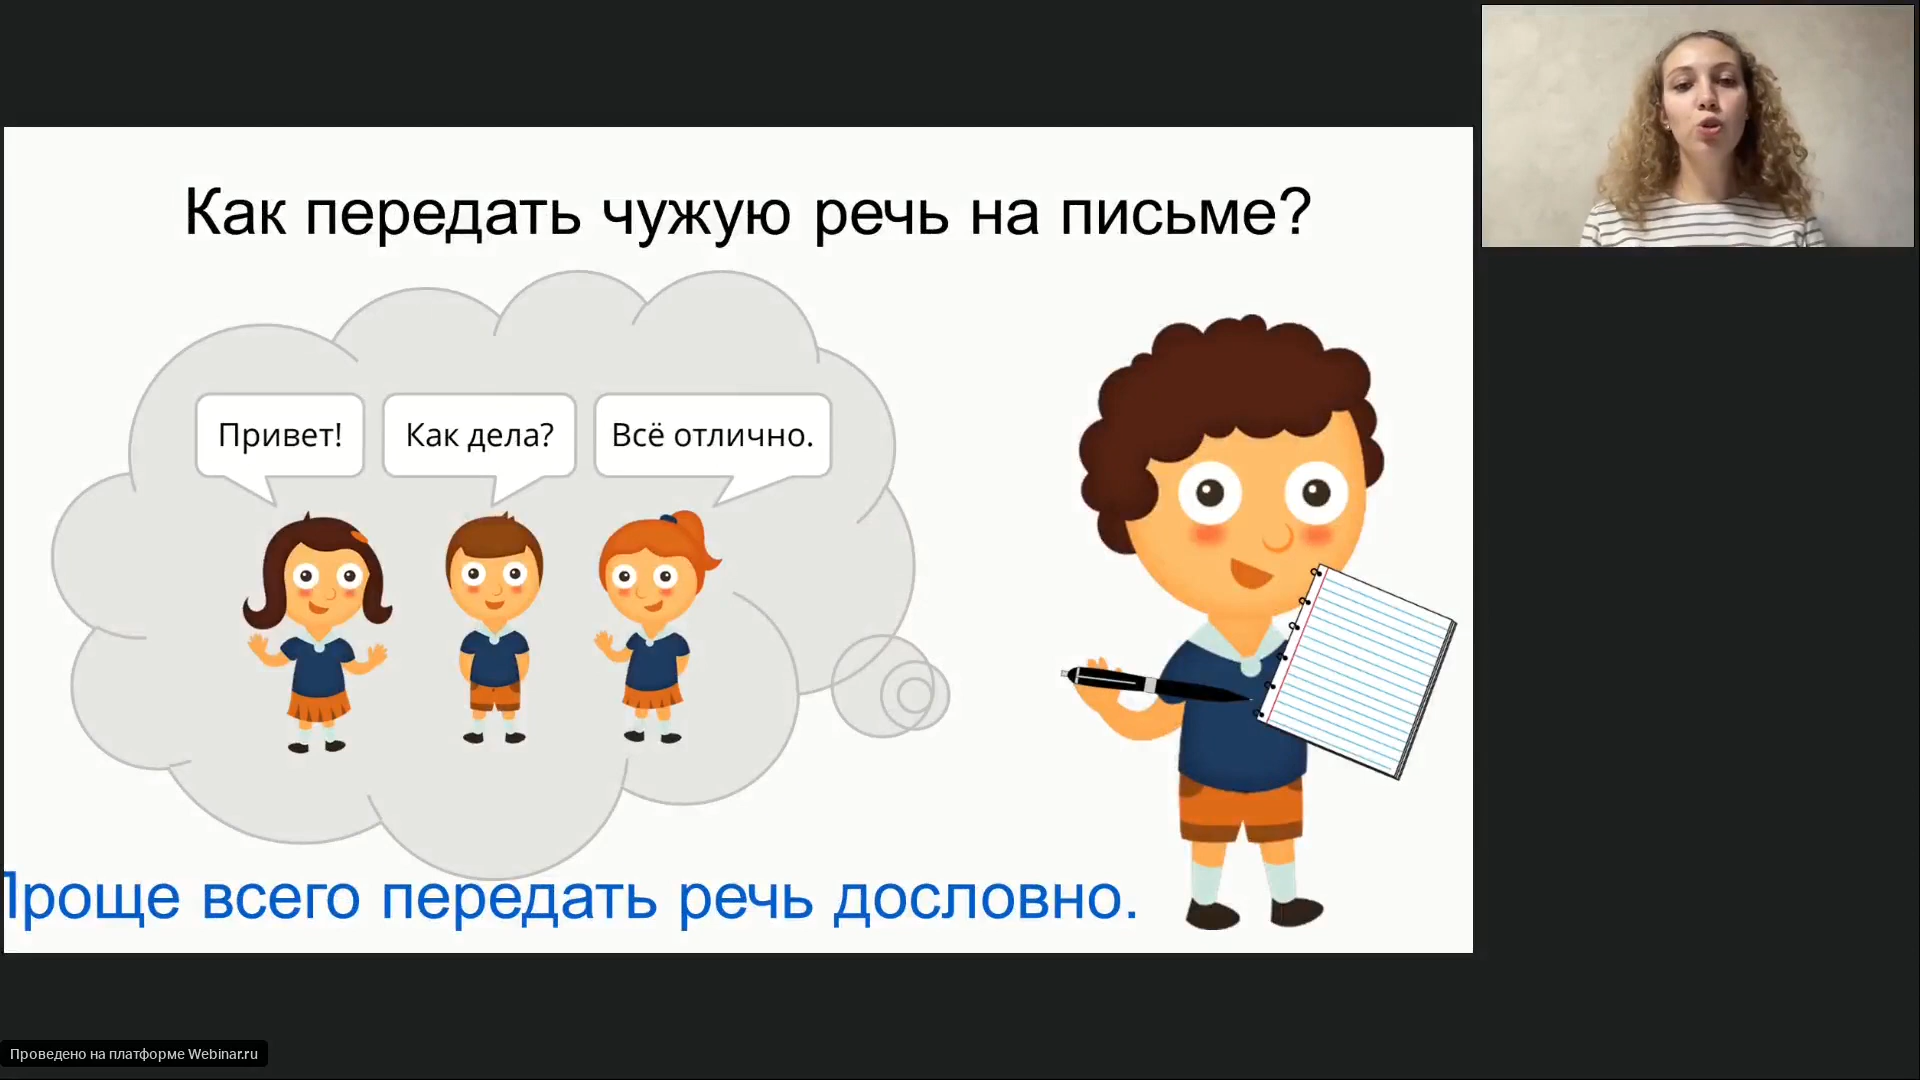 Как передать чужую речь на письме?
Привет!
Как дела?
Всё отлично.
Проще всего передать речь дословно.
Проведено на платформе Webinar.ru